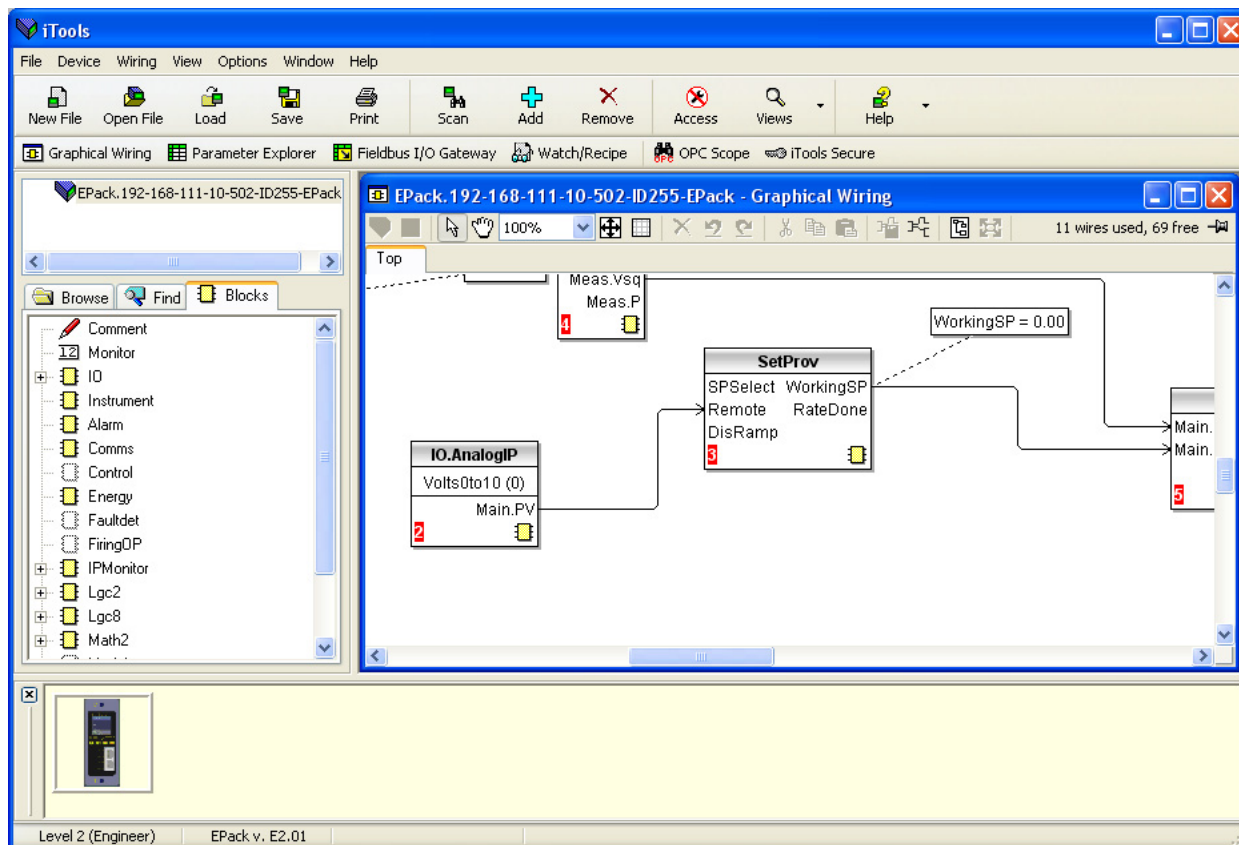 iTools
File Device Wiring View Options Window Help
New File Open File Load Save Print Scan Add Remove Access Views Help
Graphical Wiring Parameter Explorer Fieldbus I/O Gateway Watch/Recipe OPC Scope iTools Secure
EPack.192-168-111-10-502-ID255-EPack
Browse Find Blocks
Comment
12 Monitor
IO
Instrument
Alarm
Comms
Control
Energy
Faultdet
FiringOP
IPMonitor
Lgc2
Lgc8
Math2
EPack.192-168-111-10-502-ID255-EPack - Graphical Wiring
100% 11 wires used, 69 free
Top
Meas.Vsq
Meas.P
4
WorkingSP = 0.00
SetProv
SPSelect WorkingSP
Remote RateDone
DisRamp
3
IO.AnalogIP
Volts0to10 (0)
Main.PV
2
Main.
Main.
5
Level 2 (Engineer) EPack v. E2.01